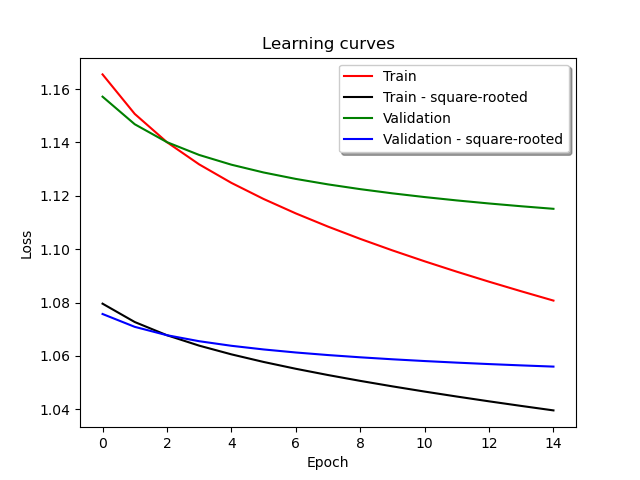 Learning curves
Train
Train - square-rooted
Validation
Validation - square-rooted
1.16
1.14
1.12
1.10
1.08
1.06
1.04
Loss
0 2 4 6 8 10 12 14
Epoch